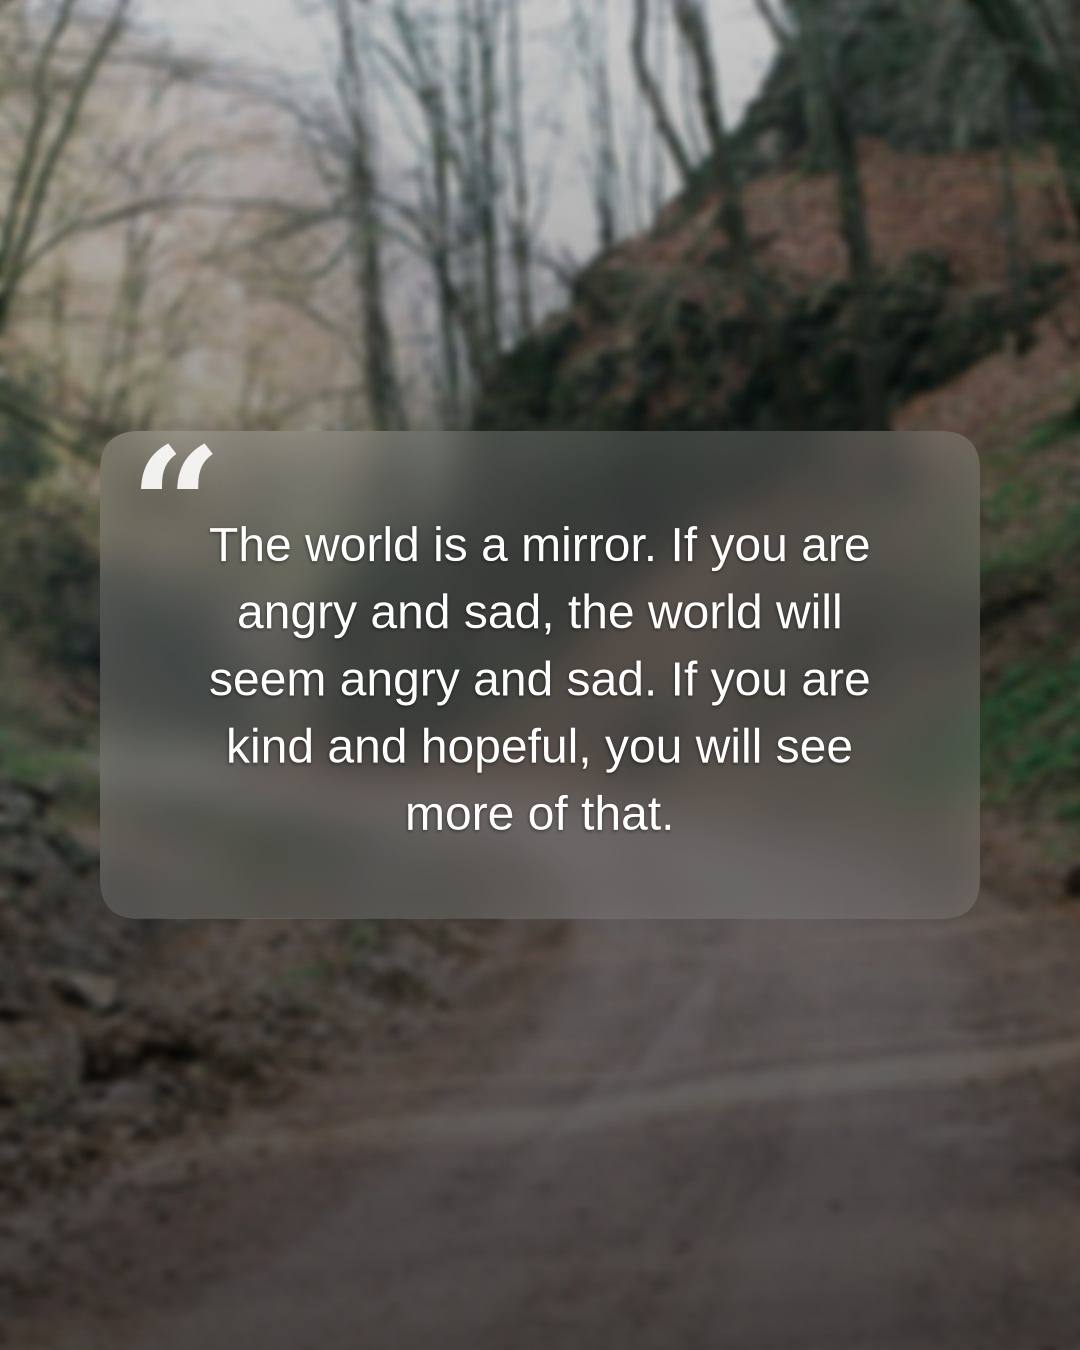 “
The world is a mirror. If you are
angry and sad, the world will
seem angry and sad. If you are
kind and hopeful, you will see
more of that.